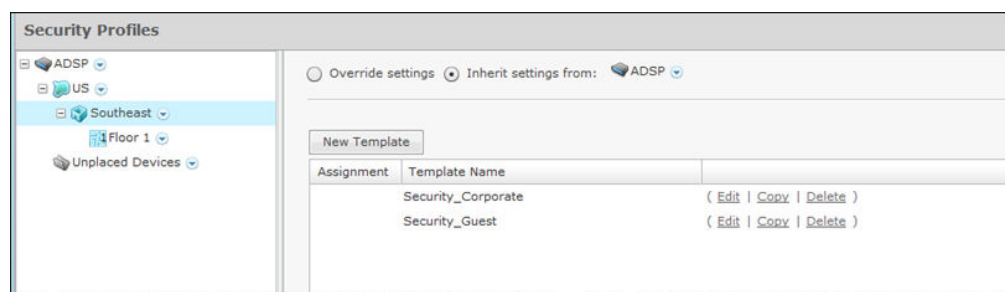 Security Profiles
ADSP
US
Southeast
1 Floor 1
Unplaced Devices
Override settings Inherit settings from: ADSP
New Template
Assignment Template Name
Security_Corporate ( Edit | Copy | Delete )
Security_Guest ( Edit | Copy | Delete )